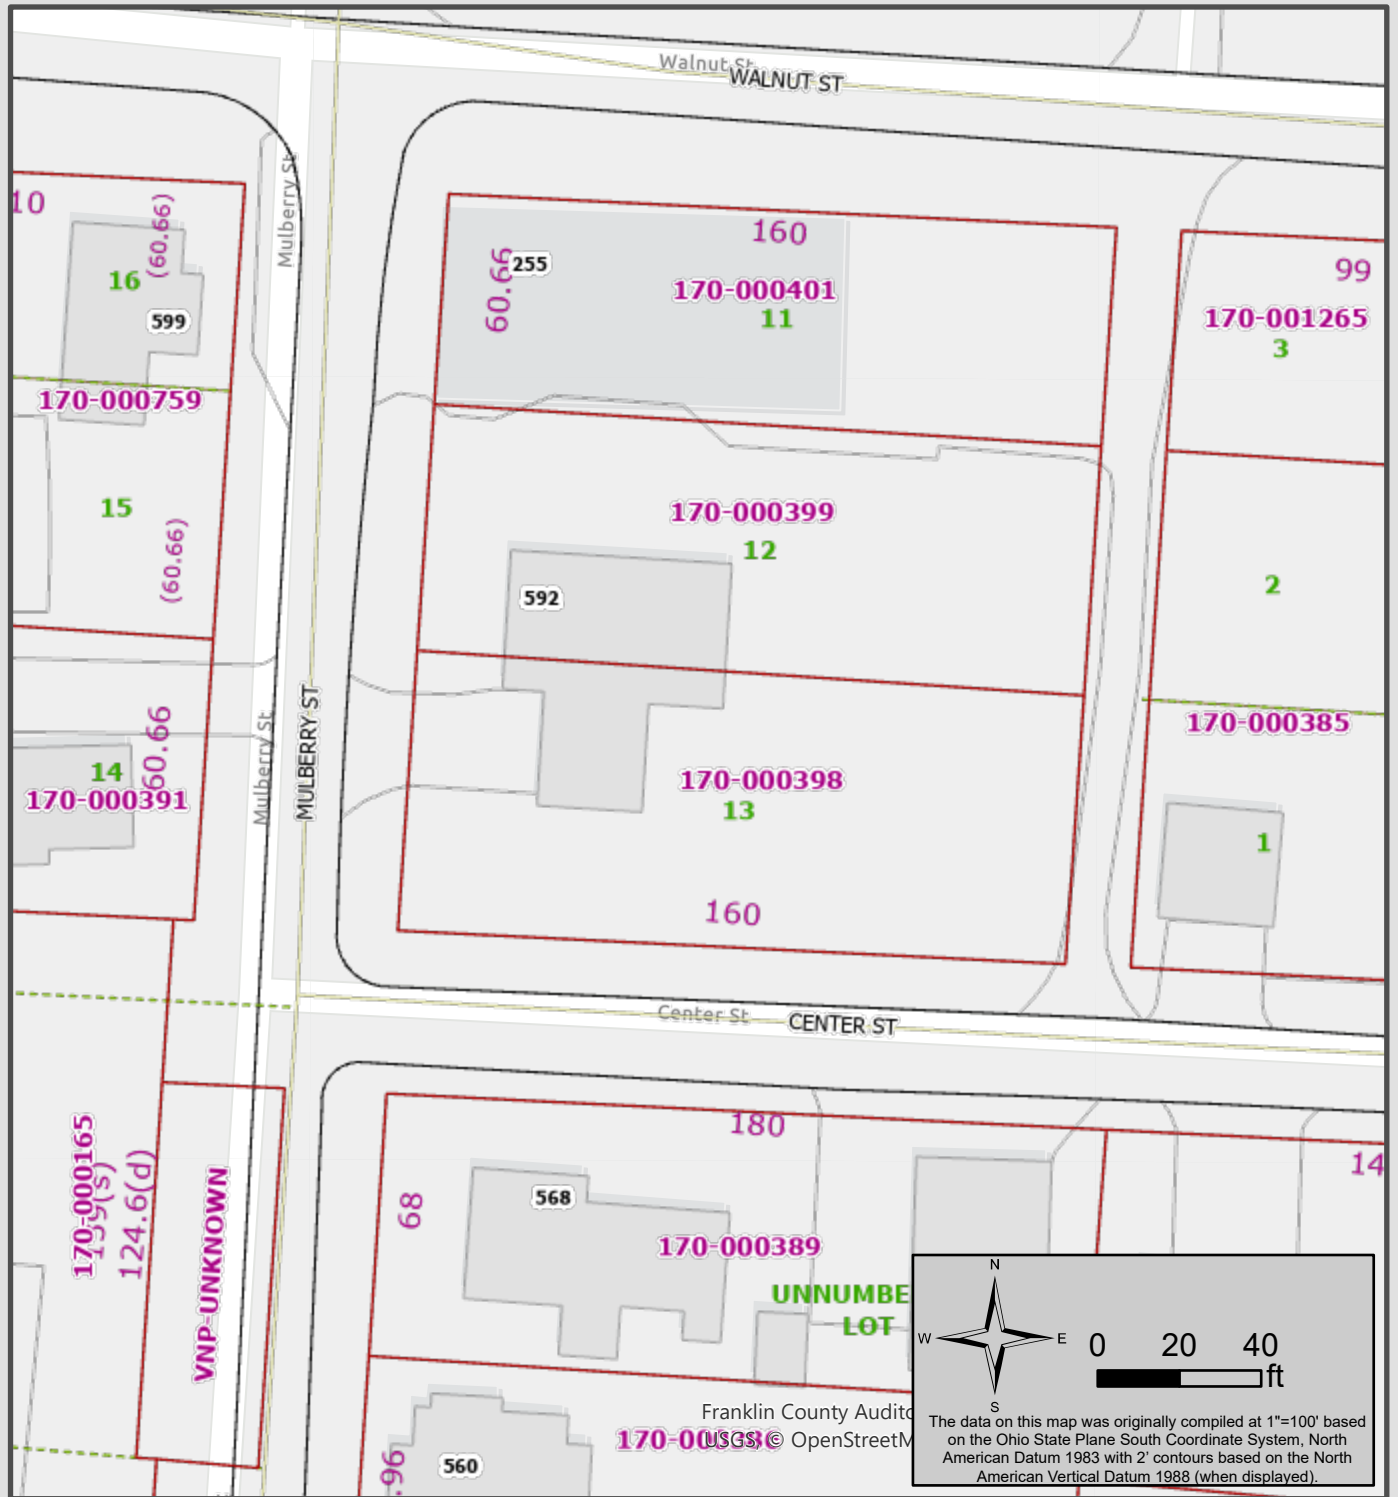 Walnut St
WALNUT ST
10
(60.66)
Mulberry St
160
99
16
255
60.66
170-000401
11
170-001265
3
599
170-000759
15
(60.66)
170-000399
12
592
2
60.66
Mulberry St
MULBERRY ST
170-000385
14
170-000391
170-000398
13
1
160
Center St
CENTER ST
170-000165
(s)
124.6(d)
VNP-UNKNOWN
180
14
68
568
170-000389
UNNUMBE
LOT
N
W
E
S
0 20 40
ft
Franklin County Audito
USGS, © OpenStreetM
.96
560
The data on this map was originally compiled at 1"=100' based
on the Ohio State Plane South Coordinate System, North
American Datum 1983 with 2' contours based on the North
American Vertical Datum 1988 (when displayed).